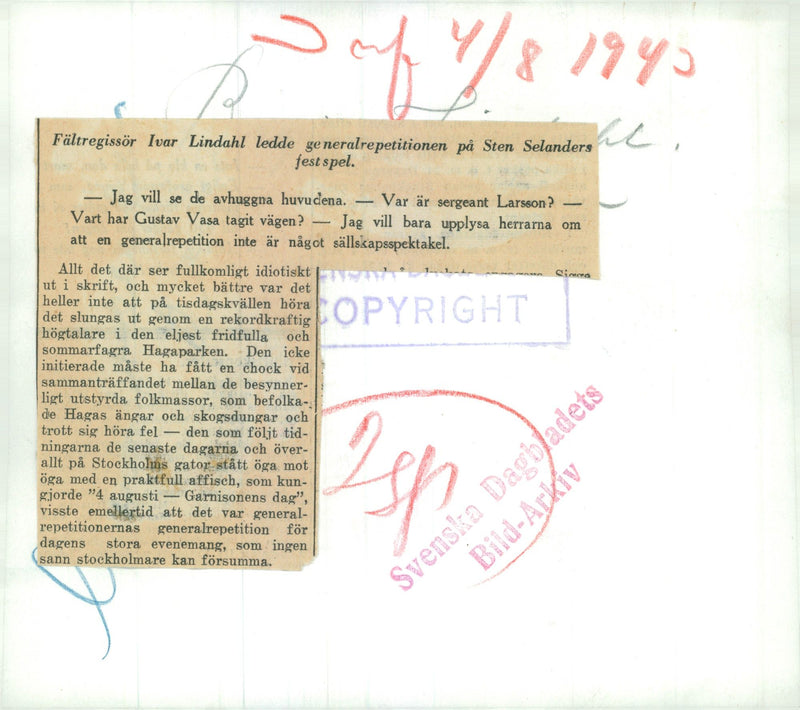 4/8 1943
Fältregissör Ivar Lindahl ledde generalrepetitionen på Sten Selanders
festspel.
— Jag vill se de avhuggna huvudena. — Var är sergeant Larsson? —
Vart har Gustav Vasa tagit vägen? — Jag vill bara upplysa herrarna om
att en generalrepetition inte är något sällskapsspektakel.
Allt det där ser fullkomligt idiotiskt
ut i skrift, och mycket bättre var det
heller inte att på tisdagskvällen höra
det slungas ut genom en rekordkraftig
högtalare i den eljest fridfulla och
sommarfagra Hagaparken. Den icke
initierade måste ha fått en chock vid
sammanträffandet mellan de besynner-
ligt utstyrda folkmassor, som befolka-
de Hagas ängar och skogsdungar och
trott sig höra fel — den som följt tid-
ningarna de senaste dagarna och över-
allt på Stockholms gator stått öga mot
öga med en praktfull affisch, som kun-
gjorde "4 augusti — Garnisonens dag",
visste emellertid att det var general-
repetitionernas generalrepetition för
dagens stora evenemang, som ingen
sann stockholmare kan försumma.
COPYRIGHT
2sp
Svenska Dagbladets
Bild-Arkiv